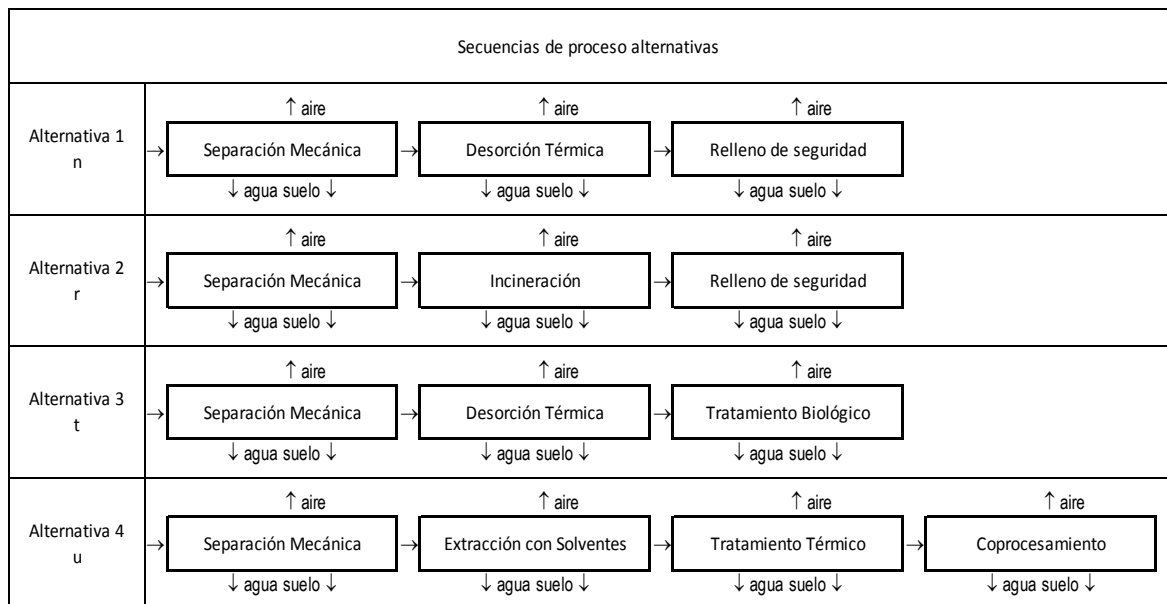 Secuencias de proceso alternativas
↑ aire ↑ aire ↑ aire
Alternativa 1
n
→ Separación Mecánica → Desorción Térmica → Relleno de seguridad
↓ agua suelo ↓ ↓ agua suelo ↓ ↓ agua suelo ↓
↑ aire ↑ aire ↑ aire
Alternativa 2
r
→ Separación Mecánica → Incineración → Relleno de seguridad
↓ agua suelo ↓ ↓ agua suelo ↓ ↓ agua suelo ↓
↑ aire ↑ aire ↑ aire
Alternativa 3
t
→ Separación Mecánica → Desorción Térmica → Tratamiento Biológico
↓ agua suelo ↓ ↓ agua suelo ↓ ↓ agua suelo ↓
↑ aire ↑ aire ↑ aire ↑ aire
Alternativa 4
u
→ Separación Mecánica → Extracción con Solventes → Tratamiento Térmico → Coprocesamiento
↓ agua suelo ↓ ↓ agua suelo ↓ ↓ agua suelo ↓ ↓ agua suelo ↓